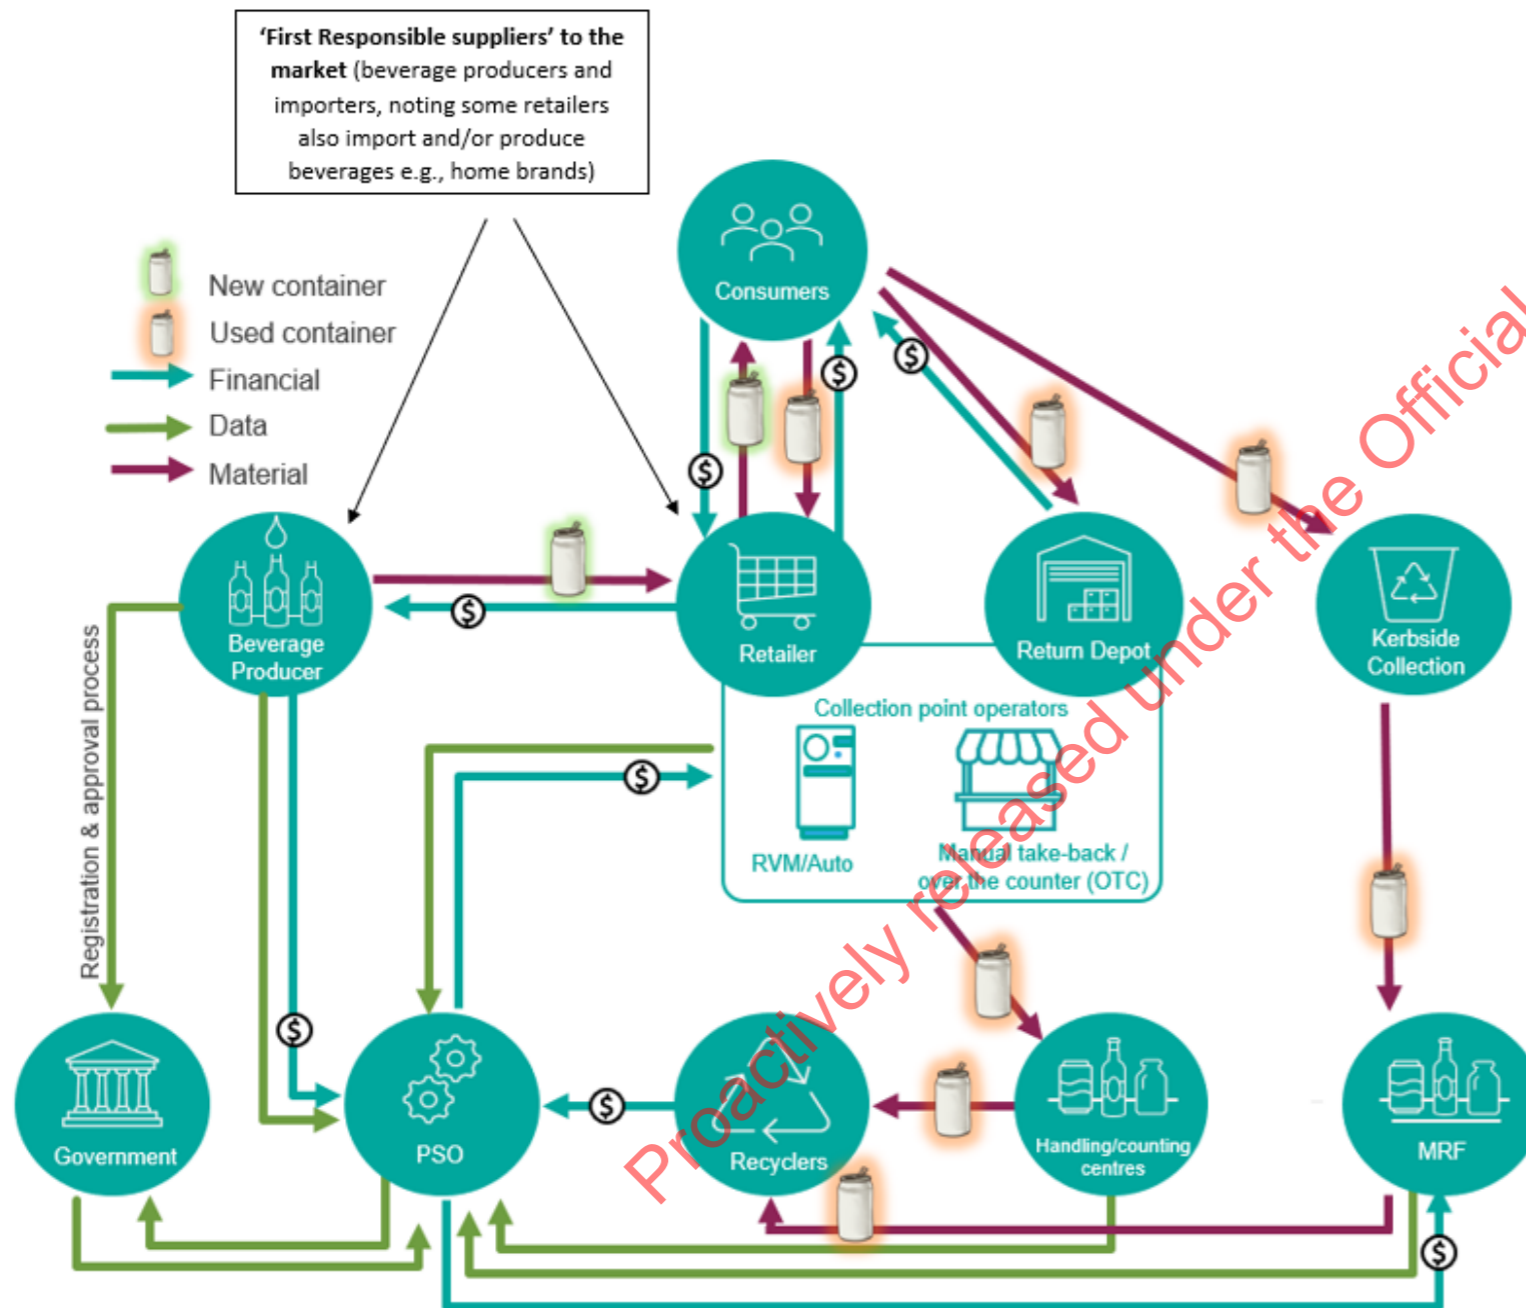 ‘First Responsible suppliers’ to the
market (beverage producers and
importers, noting some retailers
also import and/or produce
beverages e.g., home brands)
New container
Used container
Financial
Data
Material
Consumers
$
$
$
$
Beverage
Producer
Retailer
Return Depot
Kerbside
Collection
Registration & approval process
Collection point operators
$
RVM/Auto
Manual take-back /
over the counter (OTC)
$
$
Government
PSO
Recyclers
Handling/counting
centres
MRF
$
Proactively released under the Official